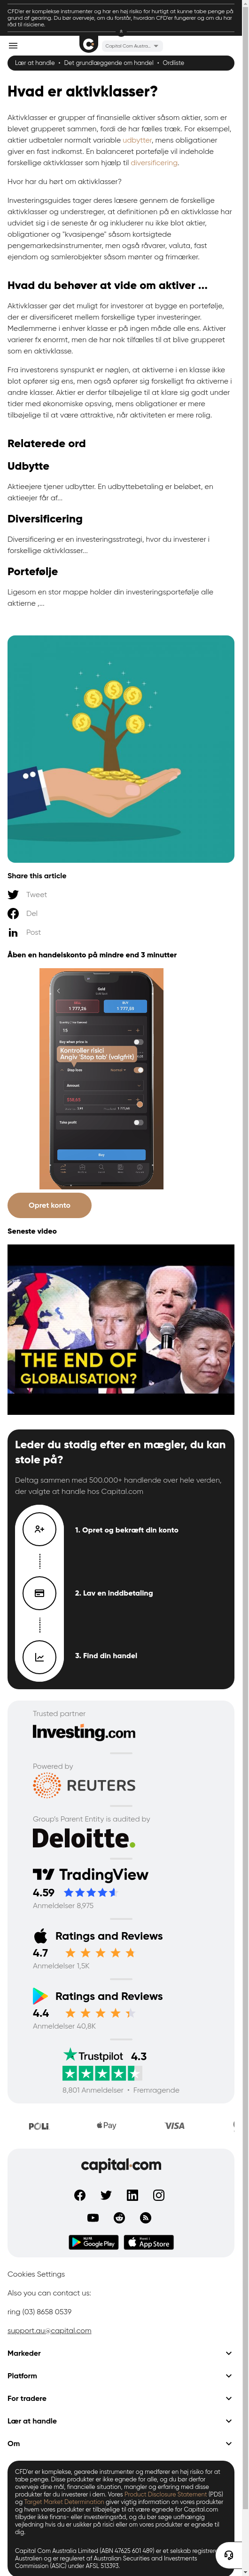 CFD'er er komplekse instrumenter, og har en høj risiko for hurtigt at kunne tabe penge på
grund af gearing. Du bør overveje, om du forstår, hvordan CFD'er fungerer og om du har
råd til risiciene.
x
Capital Com Austra...
Lær at handle • Det grundlæggende om handel • Ordliste
Hvad er aktivklasser?
Aktivklasser er grupper af finansielle aktiver såsom aktier, som er
blevet grupperet sammen, fordi de har fælles træk. For eksempel,
aktier udbetaler normalt variable udbytter, mens obligationer
giver en fast indkomst. En balanceret portefølje vil indeholde
forskellige aktivklasser som hjælp til diversificering.
Hvor har du hørt om aktivklasser?
Investeringsguides tager deres læsere gennem de forskellige
aktivklasser og understreger, at definitionen på en aktivklasse har
udvidet sig i de seneste år og inkluderer nu ikke blot aktier,
obligationer og "kvasipenge" såsom kortsigtede
pengemarkedsinstrumenter, men også råvarer, valuta, fast
ejendom og samlerobjekter såsom mønter og frimærker.
Hvad du behøver at vide om aktiver ...
Aktivklasser gør det muligt for investorer at bygge en portefølje,
der er diversificeret mellem forskellige typer investeringer.
Medlemmerne i enhver klasse er på ingen måde ens. Aktiver
varierer fx enormt, men de har nok tilfælles til at blive grupperet
som en aktivklasse.
Fra investorens synspunkt er nøglen, at aktiverne i en klasse ikke
blot opfører sig ens, men også opfører sig forskelligt fra aktiverne i
andre klasser. Aktier er derfor tilbøjelige til at klare sig godt under
tider med økonomiske opsving, mens obligationer er mere
tilbøjelige til at være attraktive, når aktiviteten er mere rolig.
Relaterede ord
Udbytte
Aktieejere tjener udbytter. En udbyttebetaling er beløbet, en
aktieejer får af...
Diversificering
Diversificering er en investeringsstrategi, hvor du investerer i
forskellige aktivklasser...
Portefølje
Ligesom en stor mappe holder din investeringsportefølje alle
aktierne ,...
Share this article
Tweet
Del
Post
Åben en handelskonto på mindre end 3 minutter
Gold
1 777,26
1 777,55
Kontroller risici
Angiv 'Stop tab' (valgfrit)
Stop loss
Amount
Take profit
Buy
Opret konto
Seneste video
THE END OF
GLOBALISATION?
Leder du stadig efter en mægler, du kan
stole på?
Deltag sammen med 500.000+ handlende over hele verden,
der valgte at handle hos Capital.com
1. Opret og bekræft din konto
2. Lav en inddbetaling
3. Find din handel
Trusted partner
Investing.com
Powered by
REUTERS
Group's Parent Entity is audited by
Deloitte.
TradingView
4.59
Anmeldelser 8,975
Ratings and Reviews
4.7
Anmeldelser 1,5K
Ratings and Reviews
4.4
Anmeldelser 40,8K
Trustpilot 4.3
8,801 Anmeldelser • Fremragende
POLi
Pay
VISA
capital.com
Google Play
App Store
Cookies Settings
Also you can contact us:
ring (03) 8658 0539
support.au@capital.com
Markeder
Platform
For tradere
Lær at handle
Om
CFD'er er komplekse, gearede instrumenter og medfører en høj risiko for at
tabe penge. Disse produkter er ikke egnede for alle, og du bør derfor
overveje dine mål, finansielle situation, mangler og erfaring med disse
produkter før du investerer i dem. Vores Product Disclosure Statement (PDS)
og Target Market Determination giver vigtig information om vores produkter
og hvem vores produkter er tilbøjelige til at være egnede for. Capital.com
tilbyder ikke finans- eller investeringsråd, og du bør søge uafhængig
rådgivning hvis du er usikker på risici eller om vores produkter er egnede til
dig.
Capital Com Australia Limited (ABN 47 625 601 489) er et selskab registreret i
Australien og er reguleret af Australian Securities and Investments
Commission (ASIC) under AFSL 513393.